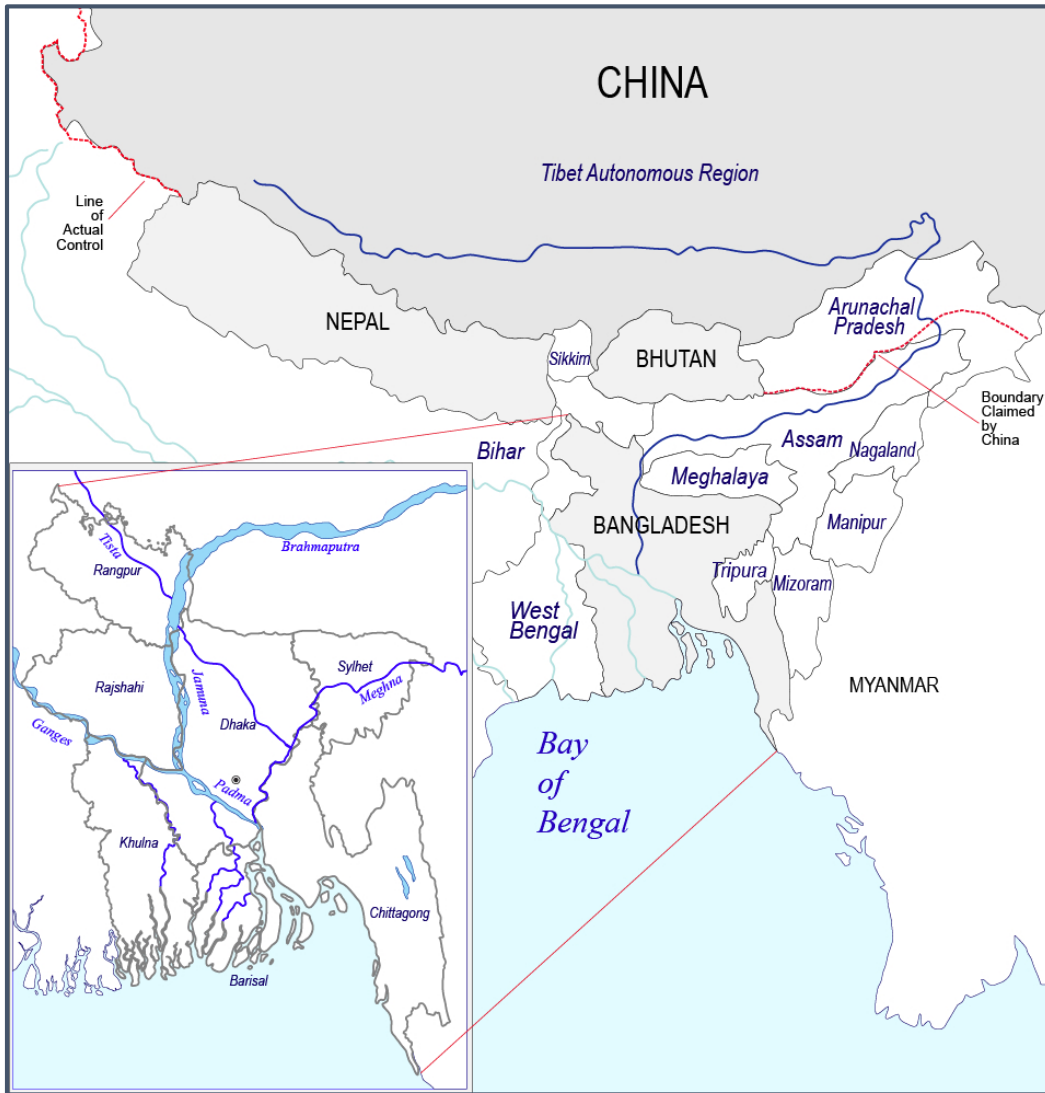 CHINA
Tibet Autonomous Region
Line
of
Actual
Control
NEPAL
Sikkim
BHUTAN
Arunachal
Pradesh
Boundary
Claimed
by
China
Bihar
Assam
Nagaland
Meghalaya
BANGLADESH
Manipur
Tripura
Mizoram
West
Bengal
MYANMAR
Bay
of
Bengal
Tista
Brahmaputra
Rangpur
Sylhet
Meghna
Rajshahi
Jamuna
Dhaka
Ganges
Padma
Khulna
Chittagong
Barisal